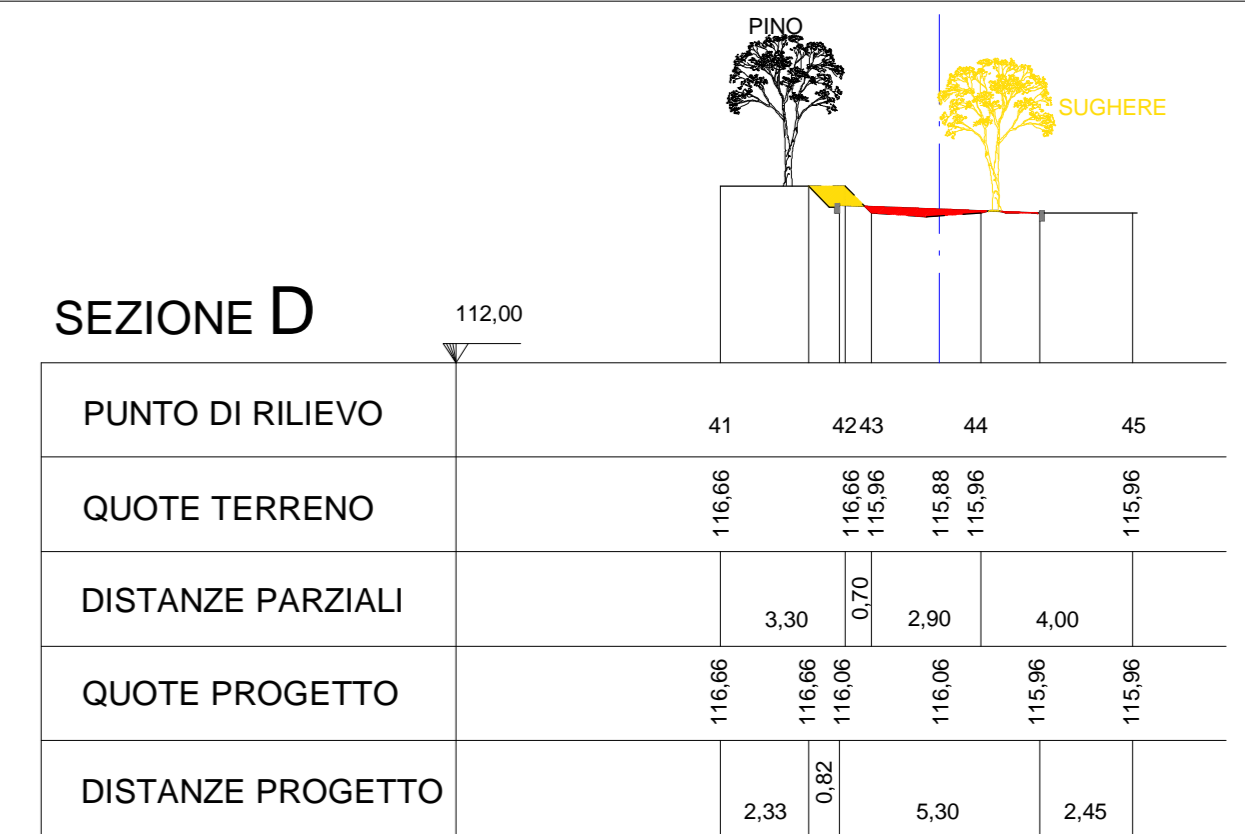 PINO
SUGHERE
SEZIONE D
112,00
PUNTO DI RILIEVO 41 42 43 44 45
QUOTE TERRENO 116,66 116,66 115,96 115,88 115,96 115,96
DISTANZE PARZIALI 3,30 0,70 2,90 4,00
QUOTE PROGETTO 116,66 116,66 116,06 116,06 115,96 115,96
DISTANZE PROGETTO 2,33 0,82 5,30 2,45